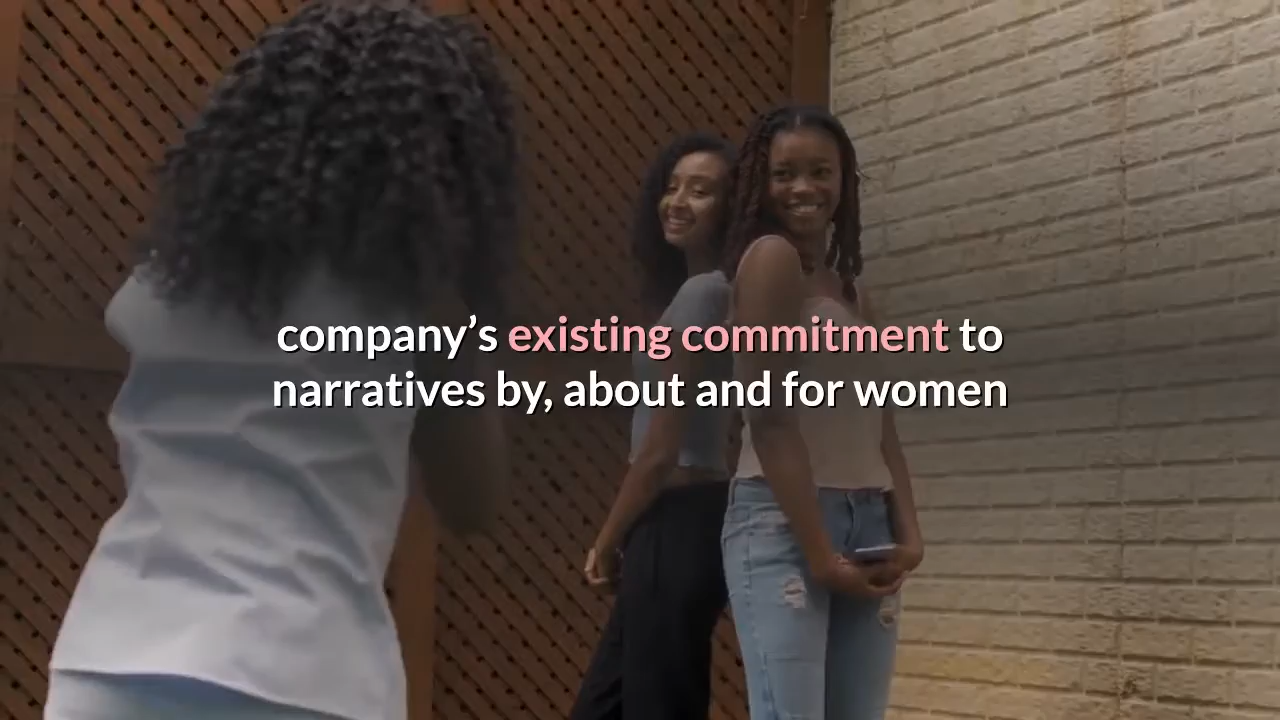 company’s existing commitment to
narratives by, about and for women